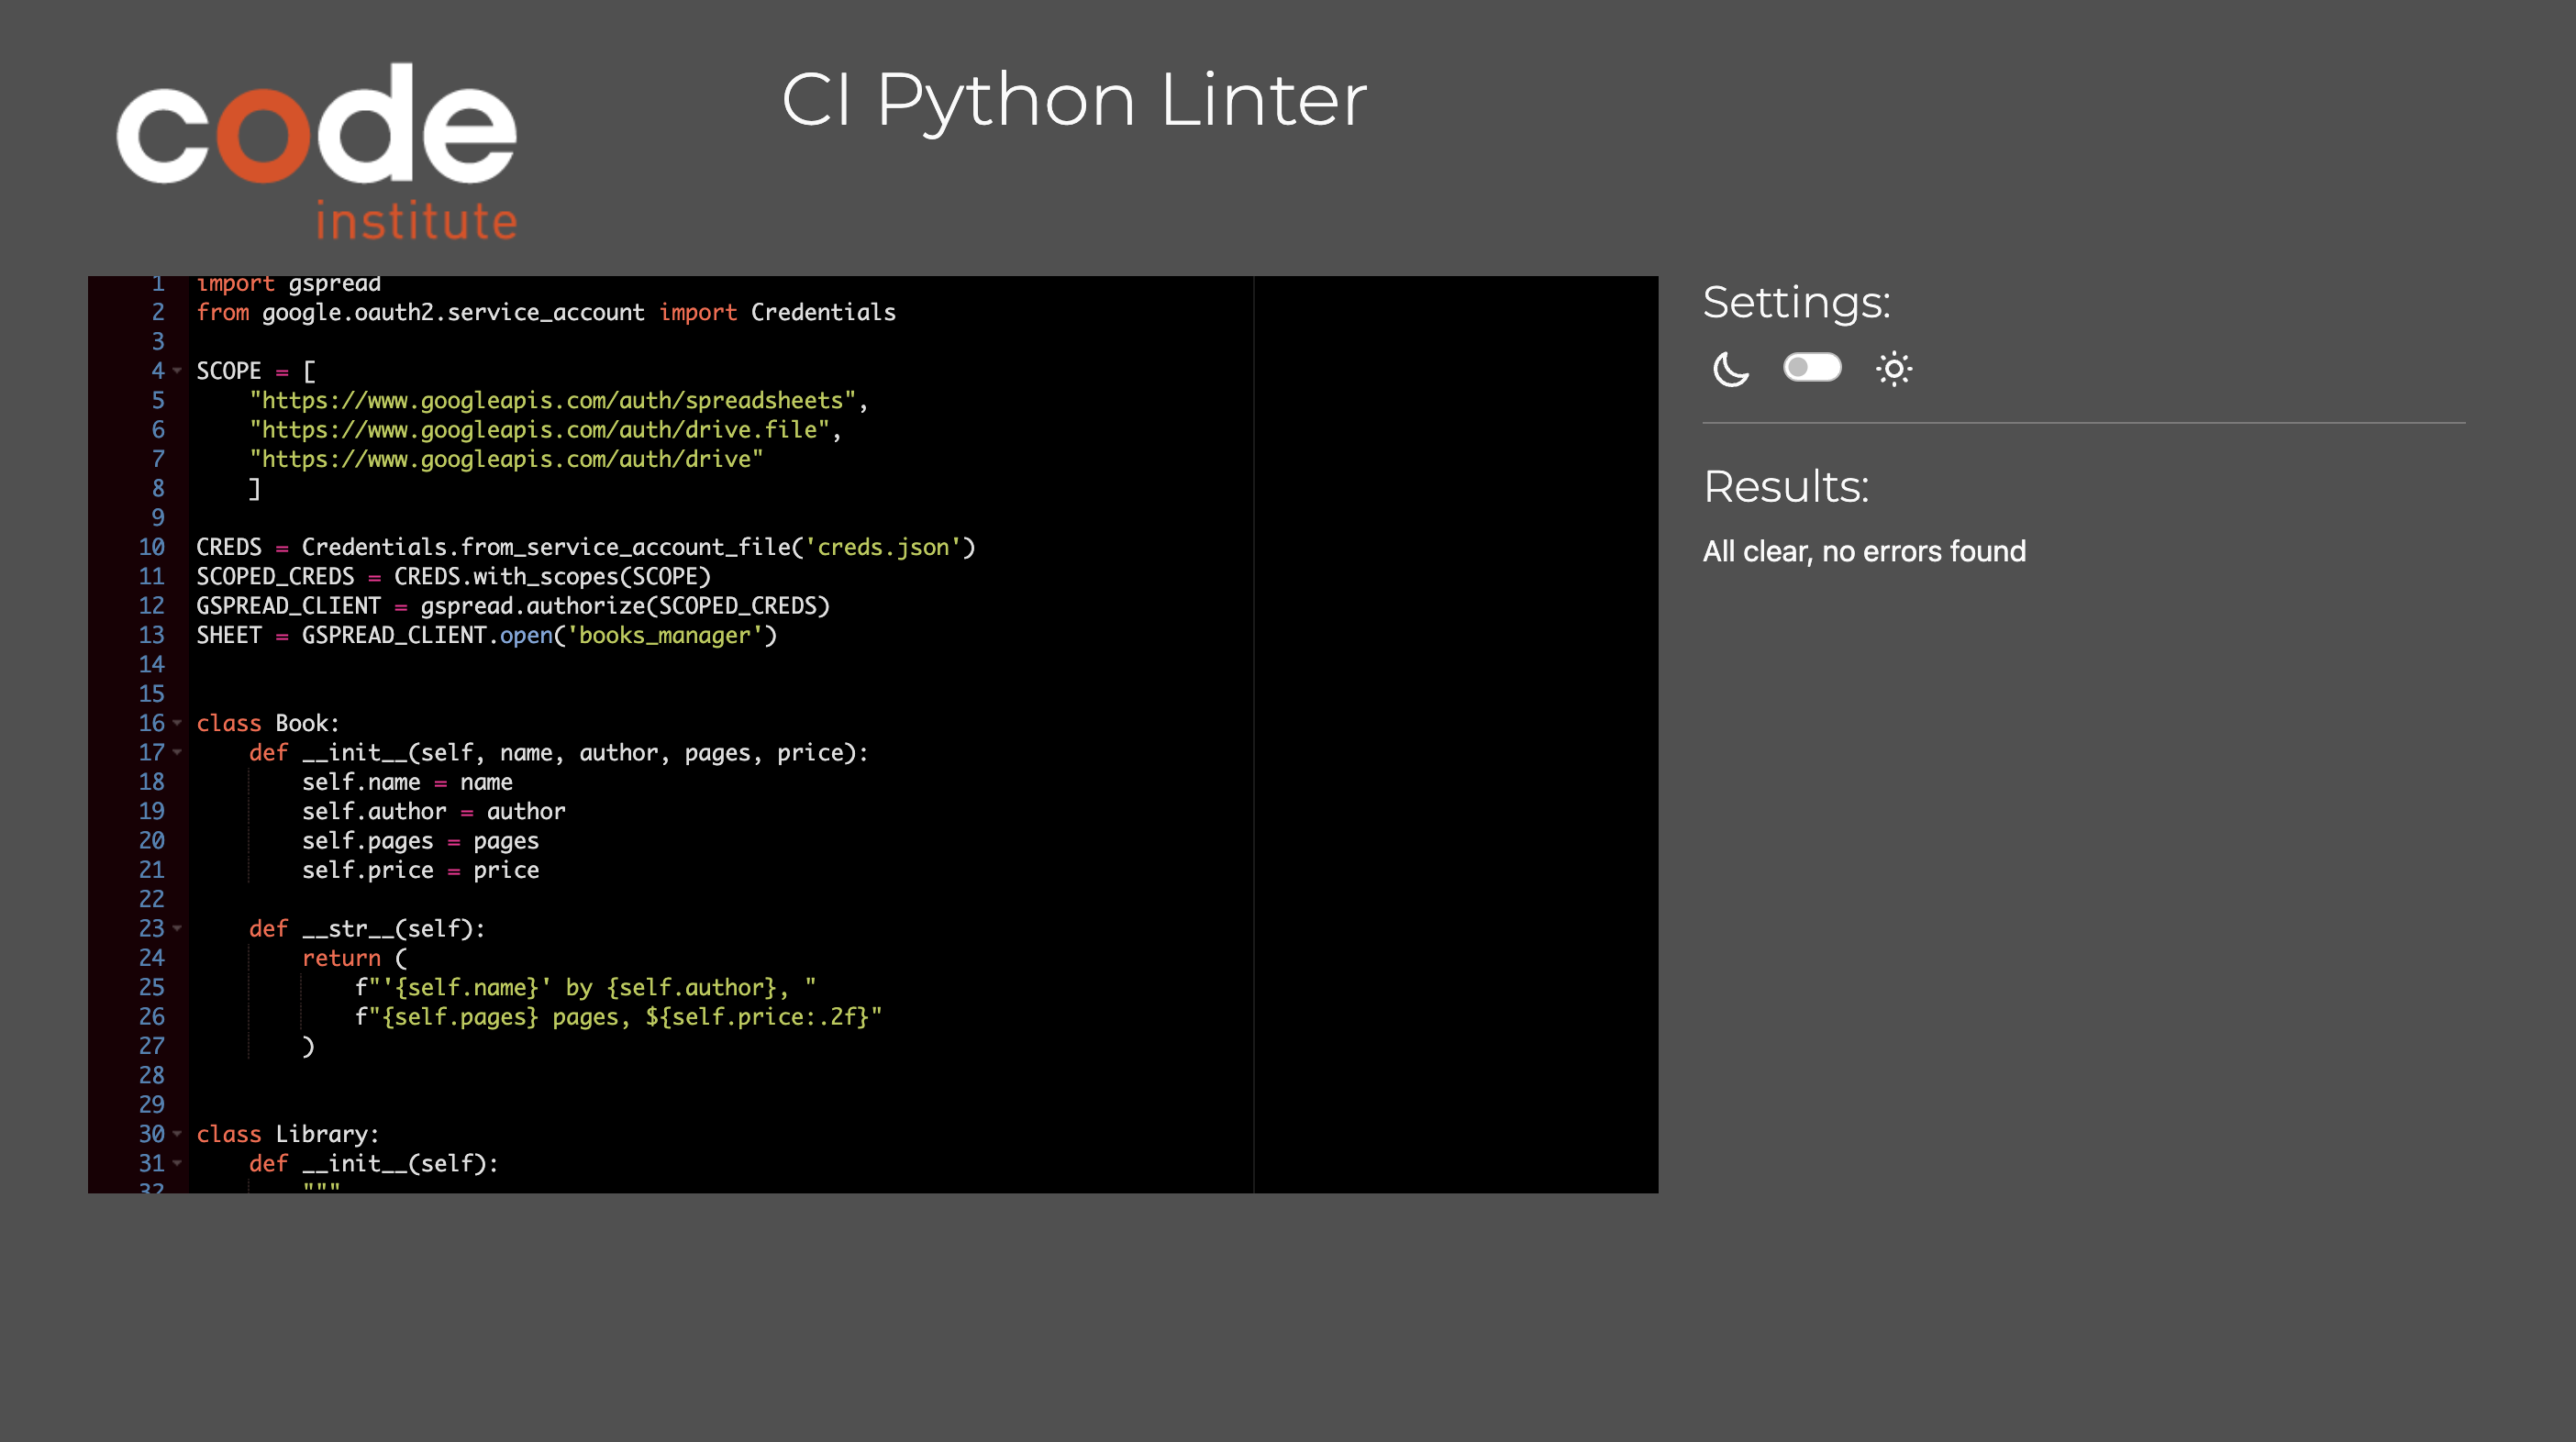 code
institute
CI Python Linter
1 import gspread
2 from google.oauth2.service_account import Credentials
3
4 SCOPE = [
5     "https://www.googleapis.com/auth/spreadsheets",
6     "https://www.googleapis.com/auth/drive.file",
7     "https://www.googleapis.com/auth/drive"
8     ]
9
10 CREDS = Credentials.from_service_account_file('creds.json')
11 SCOPED_CREDS = CREDS.with_scopes(SCOPE)
12 GSPREAD_CLIENT = gspread.authorize(SCOPED_CREDS)
13 SHEET = GSPREAD_CLIENT.open('books_manager')
14
15
16 class Book:
17     def __init__(self, name, author, pages, price):
18         self.name = name
19         self.author = author
20         self.pages = pages
21         self.price = price
22
23     def __str__(self):
24         return (
25             f"'{self.name}' by {self.author}, "
26             f"{self.pages} pages, ${self.price:.2f}"
27         )
28
29
30 class Library:
31     def __init__(self):
32         """
Settings:
Results:
All clear, no errors found